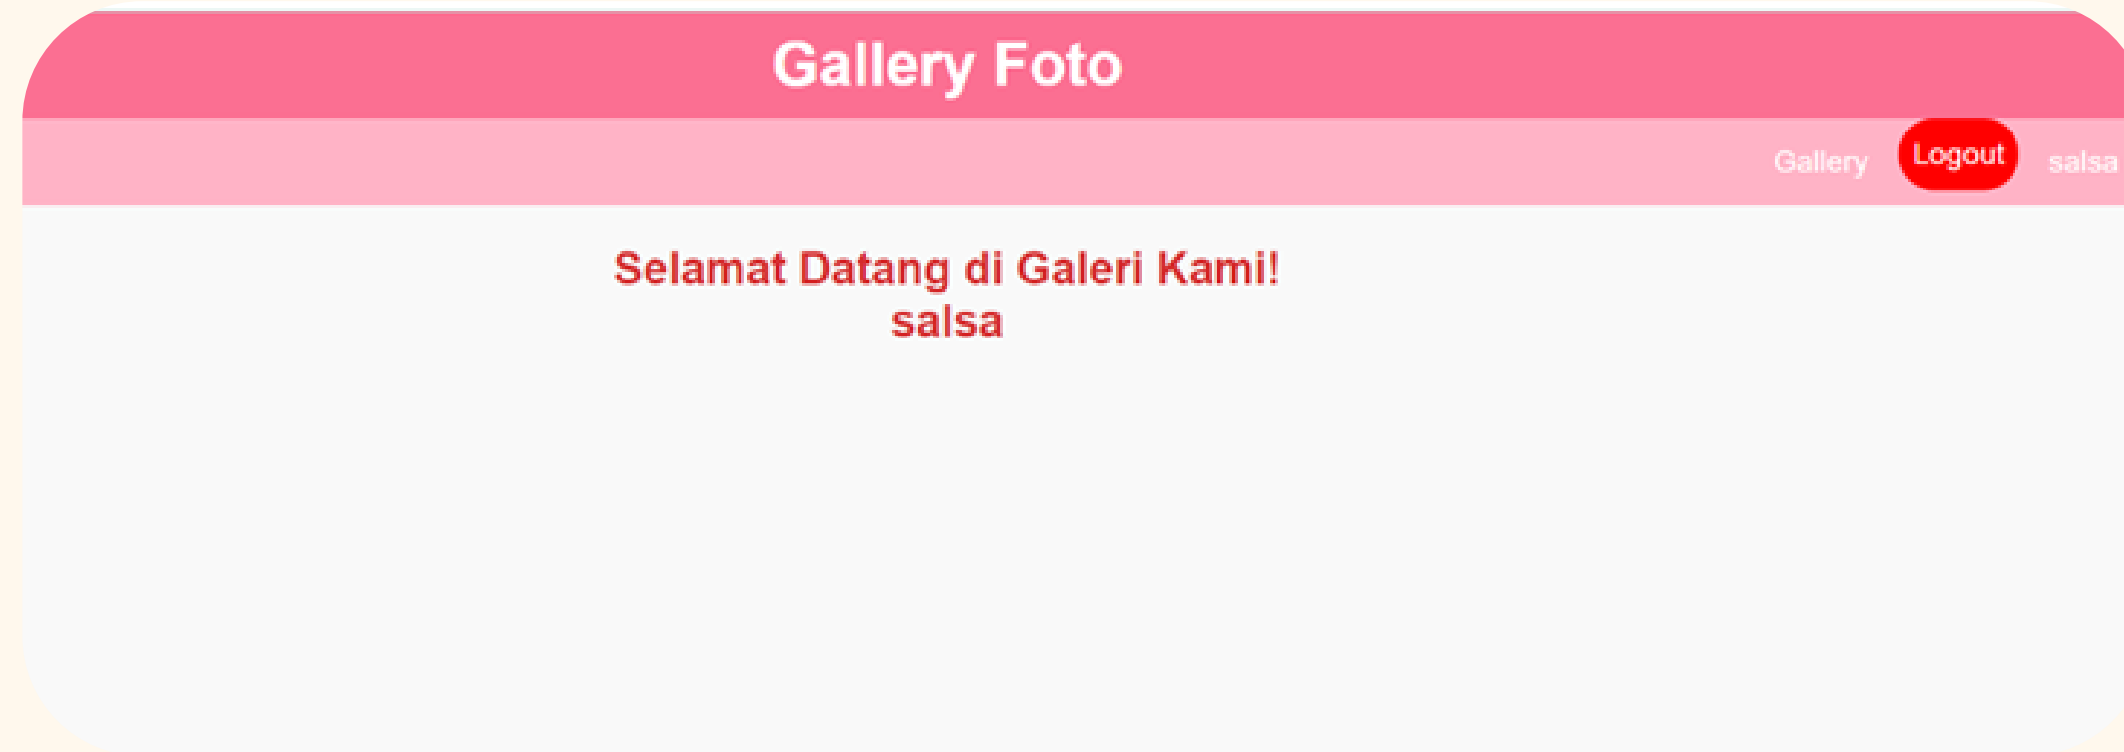 Gallery Foto
Gallery Logout salsa
Selamat Datang di Galeri Kami!
salsa